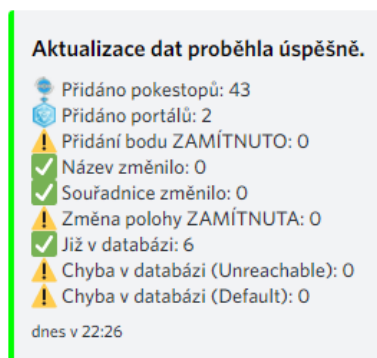 Aktualizace dat proběhla úspěšně.
Přidáno pokestopů: 43
Přidáno portálů: 2
Přidání bodu ZAMÍTNUTO: 0
Název změnilo: 0
Souřadnice změnilo: 0
Změna polohy ZAMÍTNUTA: 0
Již v databázi: 6
Chyba v databázi (Unreachable): 0
Chyba v databázi (Default): 0
dnes v 22:26